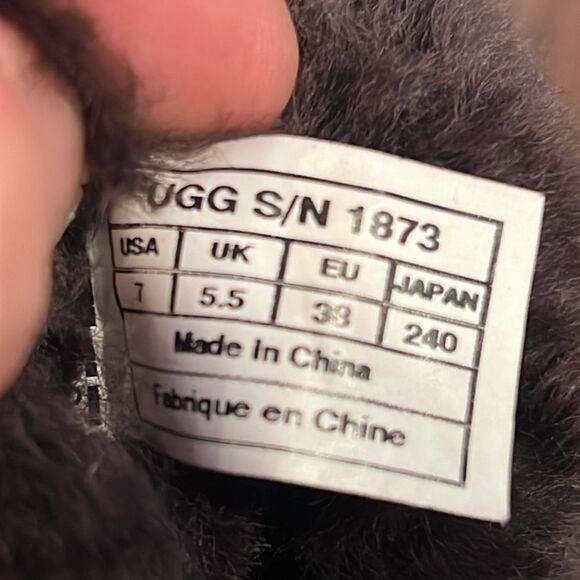 UGG S/N 1873
USA UK EU JAPAN
7 5.5 38 240
Made In China
Fabrique en Chine